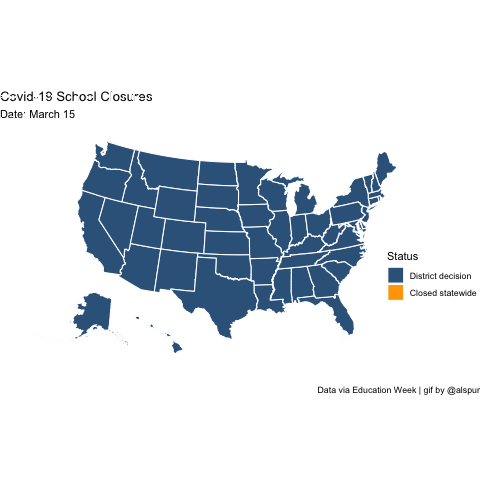 Covid-19 School Closures
Date: March 15
Status
District decision
Closed statewide
Data via Education Week | gif by @alspur